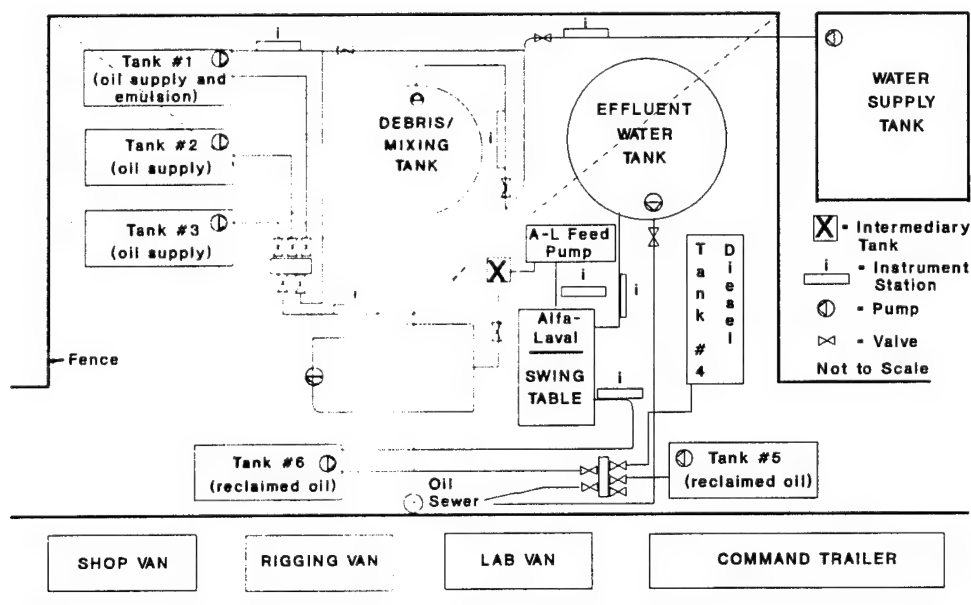 i
i
Tank #1
(oil supply and
emulsion)
Tank #2
(oil supply)
Tank #3
(oil supply)
DEBRIS/
MIXING
TANK
i
EFFLUENT
WATER
TANK
WATER
SUPPLY
TANK
A-L Feed
Pump
X
i
i
Alfa-
Laval
SWING
TABLE
i
i
Diesel
Tank #4
X - Intermediary
Tank
i
- Instrument
Station
- Pump
- Valve
Not to Scale
Fence
Tank #6
(reclaimed oil)
Oil
Sewer
Tank #5
(reclaimed oil)
SHOP VAN
RIGGING VAN
LAB VAN
COMMAND TRAILER